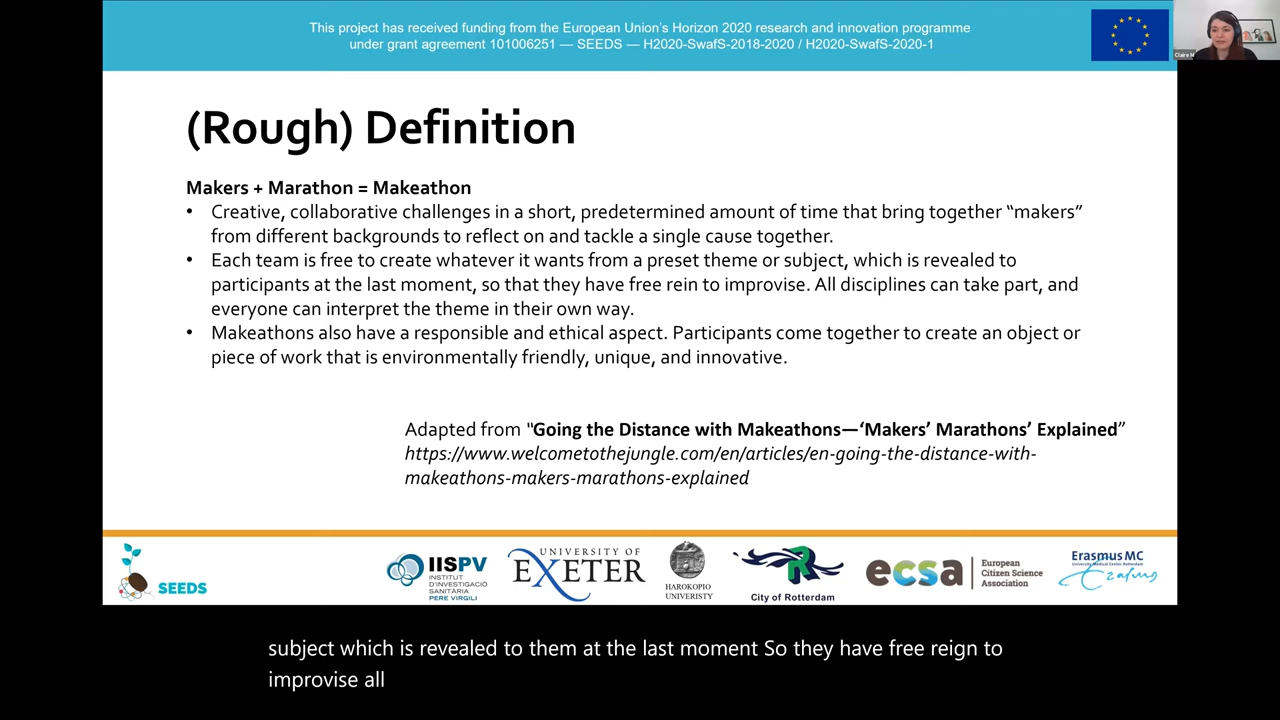 This project has received funding from the European Union's Horizon 2020 research and innovation programme
under grant agreement 101006251 — SEEDS — H2020-SwafS-2018-2020 / H2020-SwafS-2020-1
Claire M
(Rough) Definition
Makers + Marathon = Makeathon
• Creative, collaborative challenges in a short, predetermined amount of time that bring together “makers”
from different backgrounds to reflect on and tackle a single cause together.
• Each team is free to create whatever it wants from a preset theme or subject, which is revealed to
participants at the last moment, so that they have free rein to improvise. All disciplines can take part, and
everyone can interpret the theme in their own way.
• Makeathons also have a responsible and ethical aspect. Participants come together to create an object or
piece of work that is environmentally friendly, unique, and innovative.
Adapted from “Going the Distance with Makeathons—‘Makers’ Marathons’ Explained”
https://www.welcometothejungle.com/en/articles/en-going-the-distance-with-
makeathons-makers-marathons-explained
SEEDS
IISPV
INSTITUT
D'INVESTIGACIÓ
SANITÀRIA
PERE VIRGILI
UNIVERSITY OF
EXETER
HAROKOPIO
UNIVERISTY
R
City of Rotterdam
ecsa
European
Citizen Science
Association
Erasmus MC
University Medical Center Rotterdam
Erasmus
subject which is revealed to them at the last moment So they have free reign to
improvise all